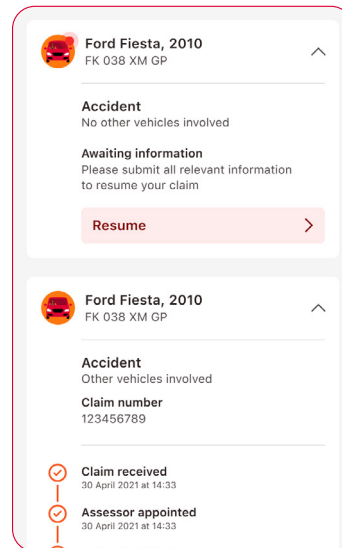 Ford Fiesta, 2010
FK 038 XM GP
Accident
No other vehicles involved
Awaiting information
Please submit all relevant information
to resume your claim
Resume
Ford Fiesta, 2010
FK 038 XM GP
Accident
Other vehicles involved
Claim number
123456789
Claim received
30 April 2021 at 14:33
Assessor appointed
30 April 2021 at 14:33